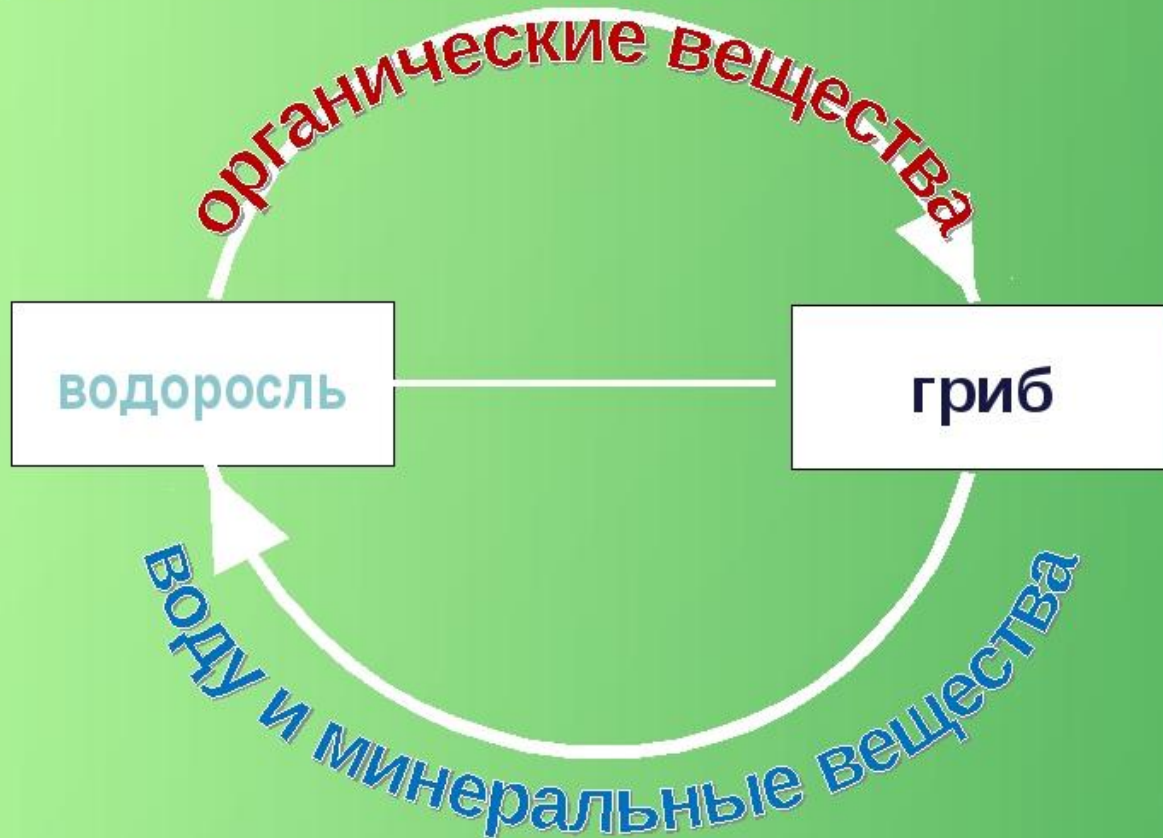 органические вещества
водоросль
гриб
воду и минеральные вещества